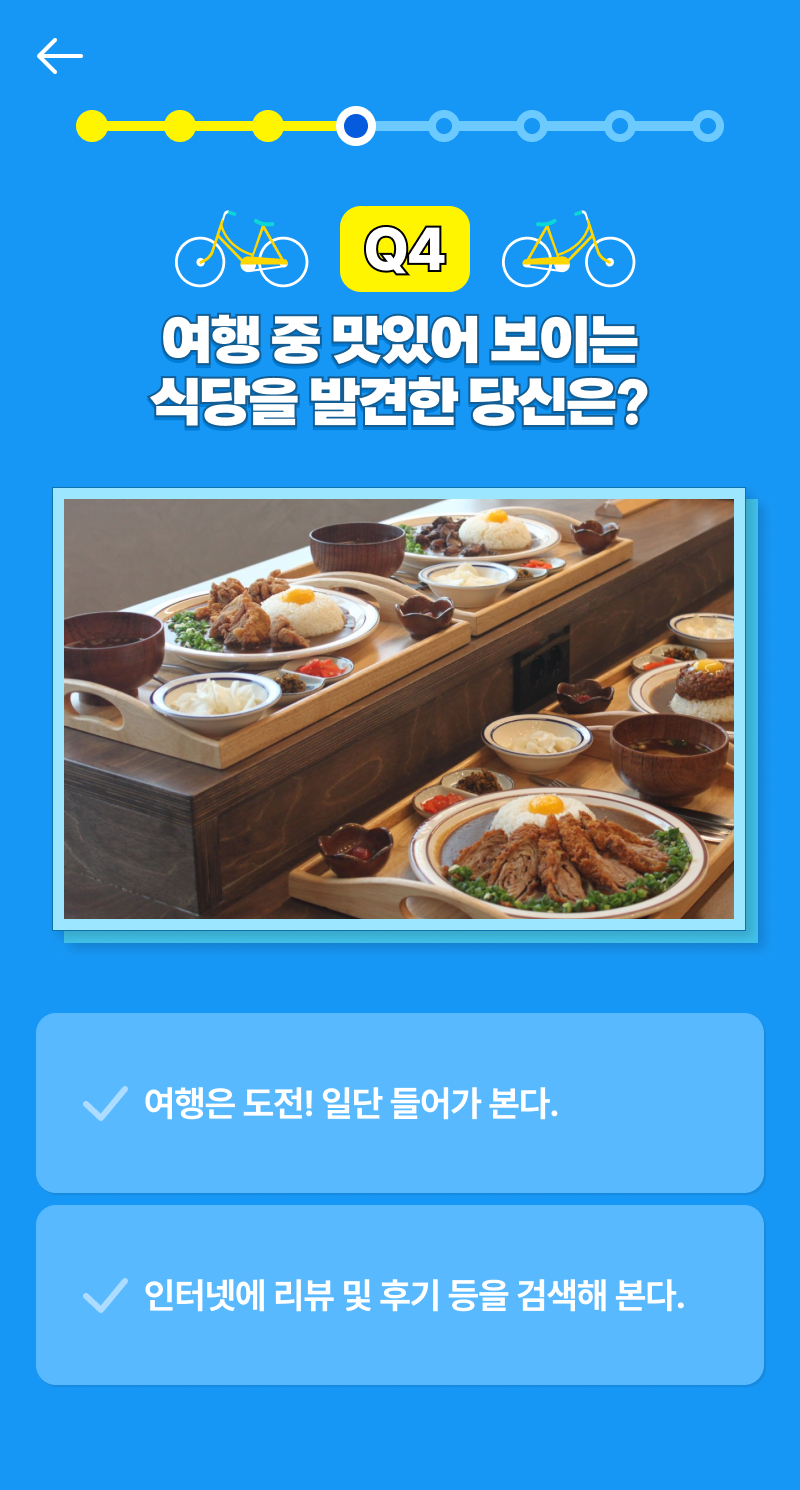 Q4
여행 중 맛있어 보이는
식당을 발견한 당신은?
여행은 도전! 일단 들어가 본다.
인터넷에 리뷰 및 후기 등을 검색해 본다.